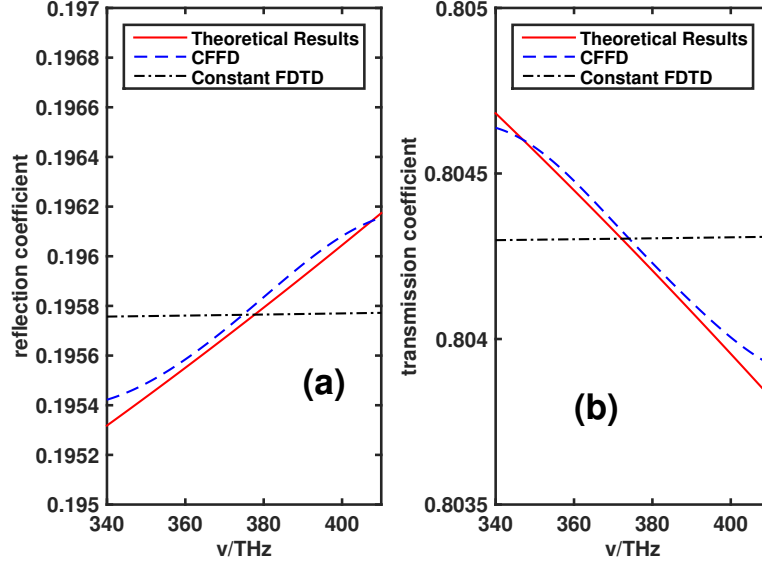 0.197
0.1968
0.1966
0.1964
0.1962
0.196
0.1958
0.1956
0.1954
0.1952
0.195
reflection coefficient
Theoretical Results
CFFD
Constant FDTD
(a)
340 360 380 400
v/THz
0.805
0.8045
0.804
0.8035
transmission coefficient
Theoretical Results
CFFD
Constant FDTD
(b)
340 360 380 400
v/THz